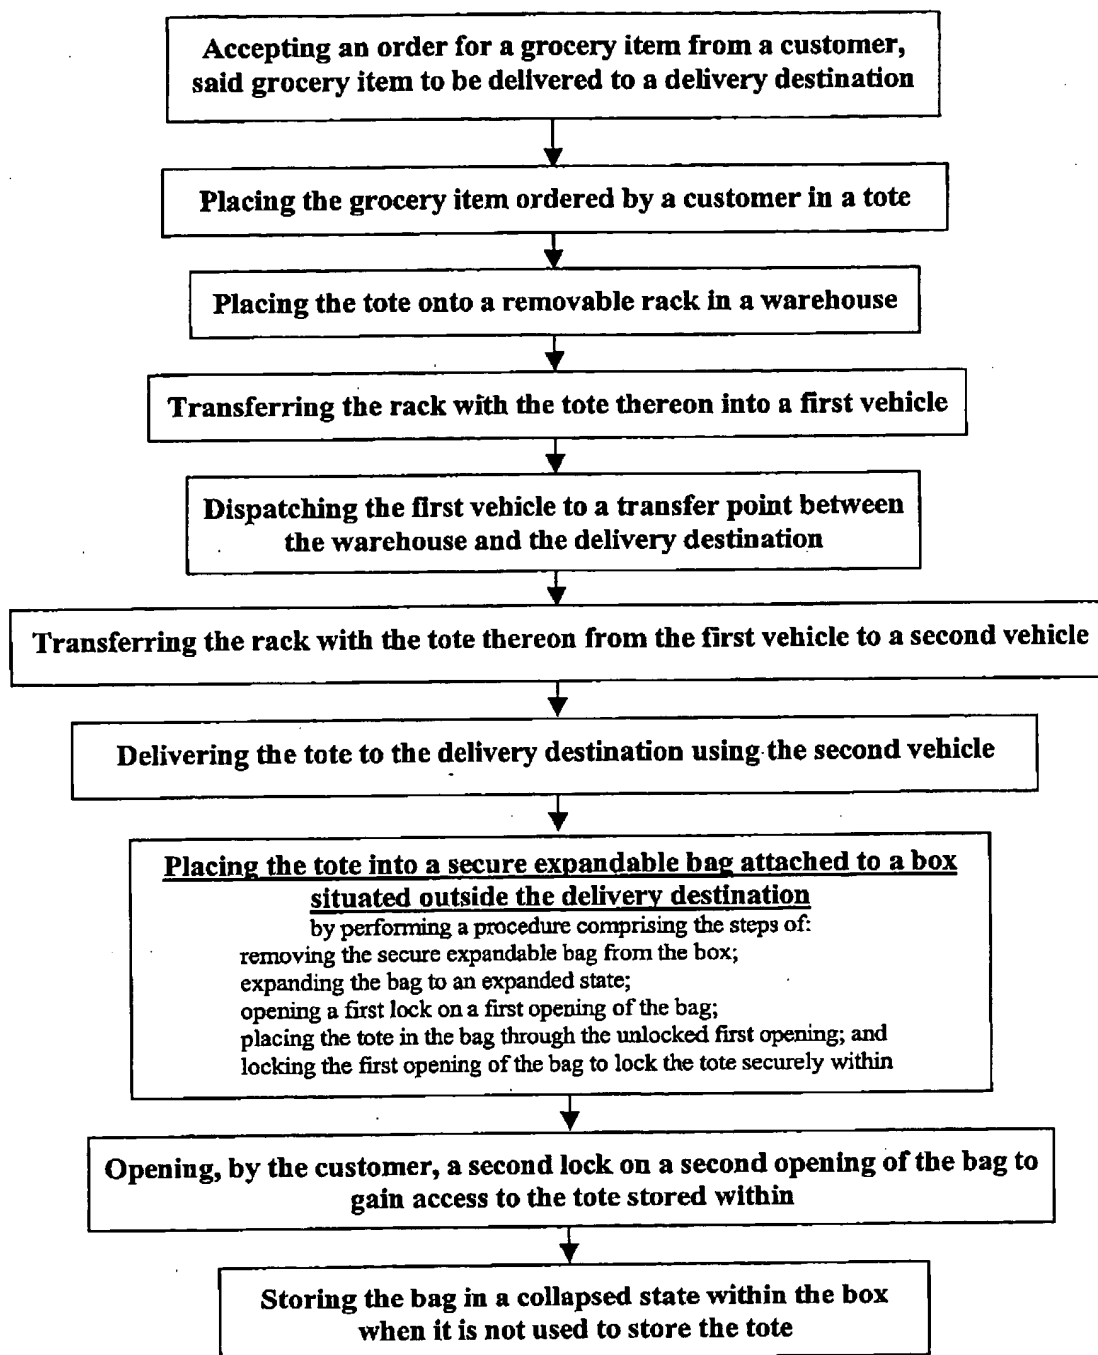 Accepting an order for a grocery item from a customer,
said grocery item to be delivered to a delivery destination
Placing the grocery item ordered by a customer in a tote
Placing the tote onto a removable rack in a warehouse
Transferring the rack with the tote thereon into a first vehicle
Dispatching the first vehicle to a transfer point between
the warehouse and the delivery destination
Transferring the rack with the tote thereon from the first vehicle to a second vehicle
Delivering the tote to the delivery destination using the second vehicle
Placing the tote into a secure expandable bag attached to a box
situated outside the delivery destination
by performing a procedure comprising the steps of:
removing the secure expandable bag from the box;
expanding the bag to an expanded state;
opening a first lock on a first opening of the bag;
placing the tote in the bag through the unlocked first opening; and
locking the first opening of the bag to lock the tote securely within
Opening, by the customer, a second lock on a second opening of the bag to
gain access to the tote stored within
Storing the bag in a collapsed state within the box
when it is not used to store the tote